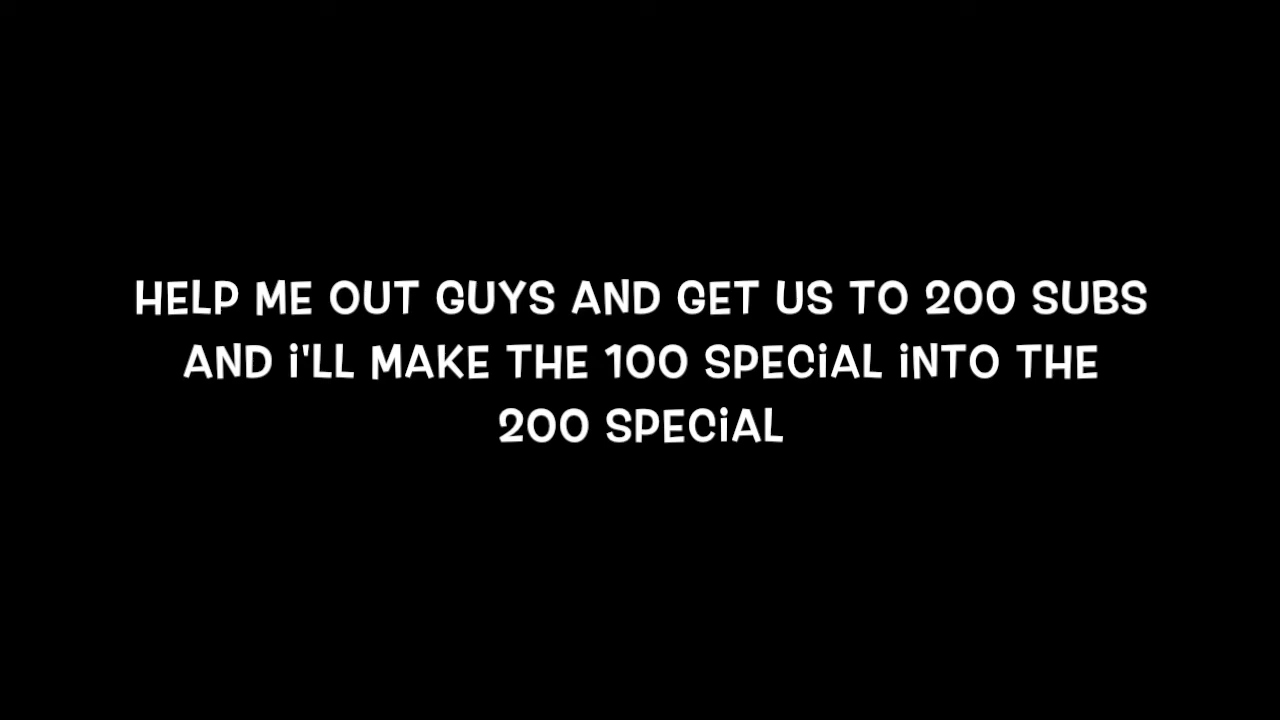 HELP ME OUT GUYS AND GET US TO 200 SUBS
AND i'LL MAKE THE 100 SPECiAL iNTO THE
200 SPECiAL